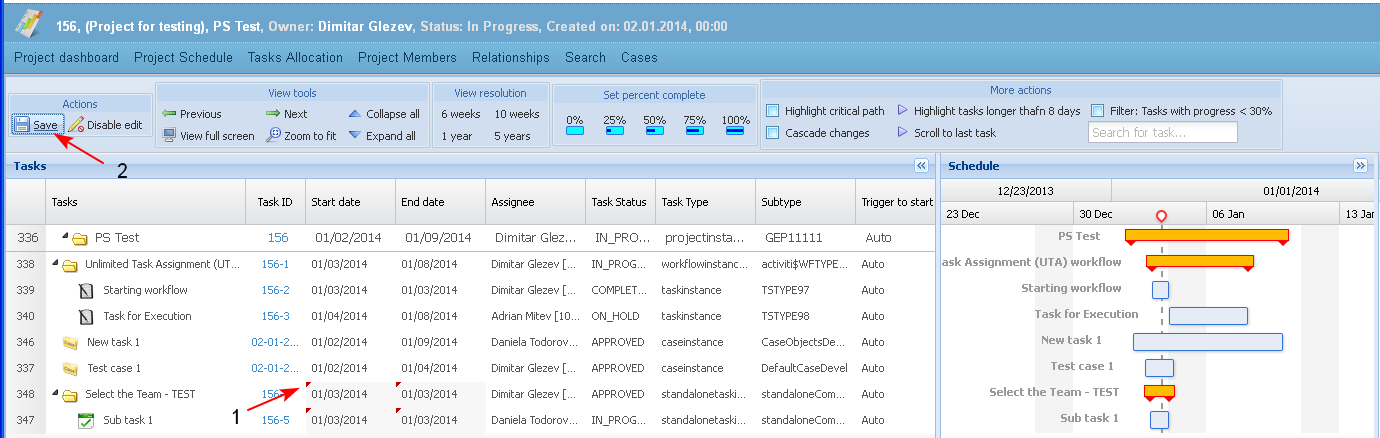 156, (Project for testing), PS Test, Owner: Dimitar Glezev, Status: In Progress, Created on: 02.01.2014, 00:00
Project dashboard Project Schedule Tasks Allocation Project Members Relationships Search Cases
Actions
Save Disable edit
View tools
Previous Next Collapse all
View full screen Zoom to fit Expand all
View resolution
6 weeks 10 weeks
1 year 5 years
Set percent complete
0% 25% 50% 75% 100%
More actions
Highlight critical path Highlight tasks longer thafn 8 days Filter: Tasks with progress < 30%
Cascade changes Scroll to last task Search for task...
2
Tasks
Tasks Task ID Start date End date Assignee Task Status Task Type Subtype Trigger to start
336 PS Test 156 01/02/2014 01/09/2014 Dimitar Glez... IN_PRO... projectinsta... GEP11111 Auto
338 Unlimited Task Assignment (UT... 156-1 01/03/2014 01/08/2014 Dimitar Glezev [... IN_PROG... workflowinstanc... activiti$WFTYPE... Auto
339 Starting workflow 156-2 01/03/2014 01/03/2014 Dimitar Glezev [... COMPLET... taskinstance TSTYPE97 Auto
340 Task for Execution 156-3 01/04/2014 01/08/2014 Adrian Mitev [10... ON_HOLD taskinstance TSTYPE98 Auto
346 New task 1 02-01-2... 01/02/2014 01/09/2014 Daniela Todorov... APPROVED caseinstance CaseObjectsDe... Auto
337 Test case 1 02-01-2... 01/02/2014 01/04/2014 Dimitar Glezev [... APPROVED caseinstance DefaultCaseDevel Auto
348 Select the Team - TEST 156- 01/03/2014 01/03/2014 Dimitar Glezev [... APPROVED standalonetaski... standaloneCom... Auto
1
347 Sub task 1 156-5 01/03/2014 01/03/2014 Daniela Todorov... IN_PROG... standalonetaski... standaloneCom... Auto
Schedule
12/23/2013 01/01/2014
23 Dec 30 Dec 06 Jan 13 Jan
PS Test
ask Assignment (UTA) workflow
Starting workflow
Task for Execution
New task 1
Test case 1
Select the Team - TEST
Sub task 1